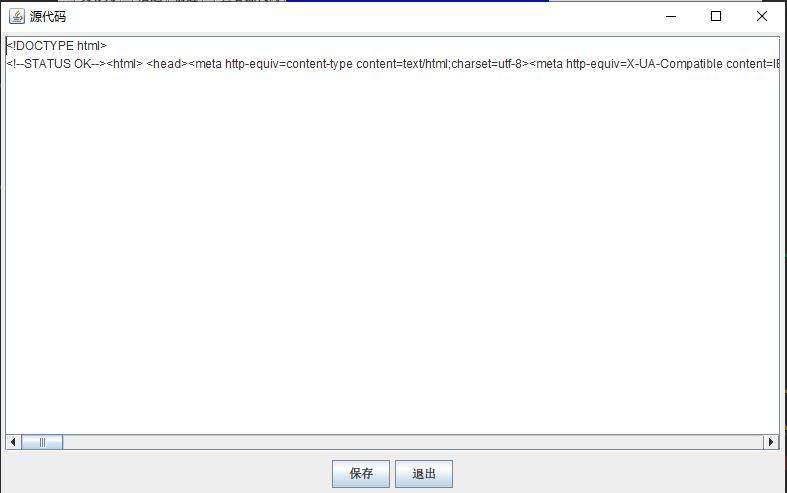 源代码
<!DOCTYPE html>
<!--STATUS OK--><html> <head><meta http-equiv=content-type content=text/html;charset=utf-8><meta http-equiv=X-UA-Compatible content=IE
保存
退出